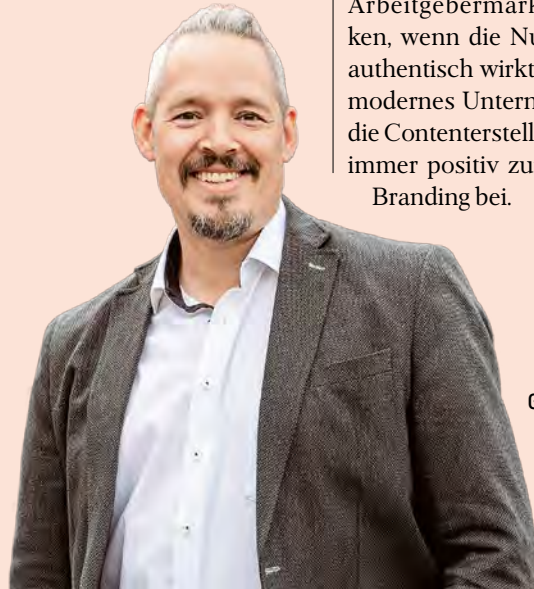 Arbeitgebermark
ken, wenn die Nu
authentisch wirkt
modernes Untern
die Contenterstell
immer positiv zu
Branding bei.